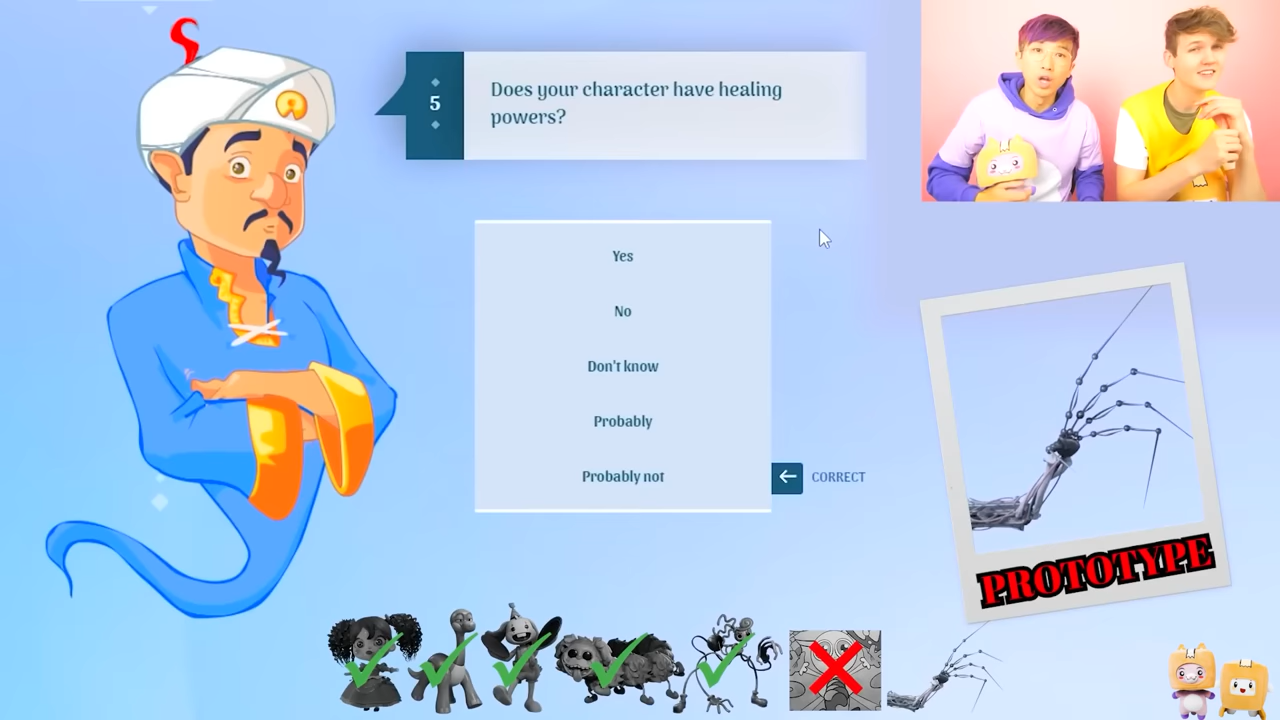 5
Does your character have healing
powers?
Yes
No
Don't know
Probably
Probably not
CORRECT
PROTOTYPE